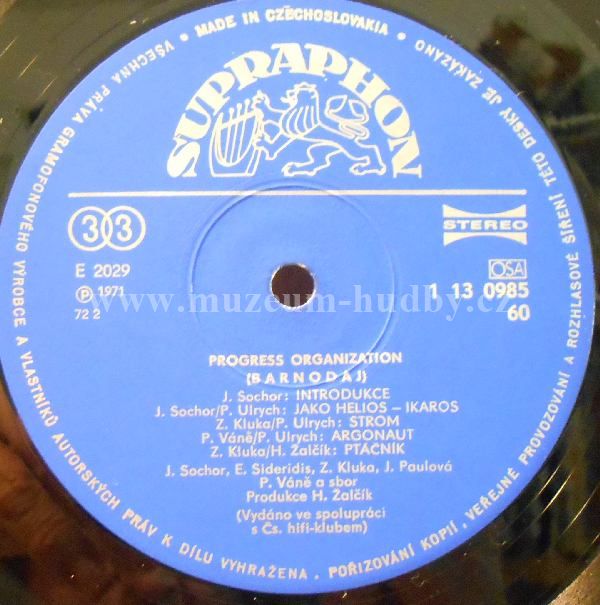 VŠECHNA PRÁVA GRAMOFONOVÉHO VÝROBCE A VLASTNÍKŮ AUTORSKÝCH PRÁV K DÍLU VYHRAŽENA. POŘIZOVÁNÍ KOPIÍ, VEŘEJNÉ PROVOZOVÁNÍ A ROZHLASOVÉ ŠÍŘENÍ TÉTO DESKY JE ZAKÁZÁNO
• MADE IN CZECHOSLOVAKIA •
SUPRAPHON
33
STEREO
E 2029
OSA
Ⓟ 1971
1 13 0985
72 2
60
www.muzeum-hudby.cz
PROGRESS ORGANIZATION
(BARNODAJ)
J. Sochor: INTRODUKCE
J. Sochor/P. Ulrych: JAKO HELIOS – IKAROS
Z. Kluka/P. Ulrych: STROM
P. Váně/P. Ulrych: ARGONAUT
Z. Kluka/H. Žalčík: PTÁČNÍK
J. Sochor, E. Sideridis, Z. Kluka, J. Paulová
P. Váně a sbor
Produkce H. Žalčík
(Vydáno ve spolupráci
s Čs. hifi-klubem)